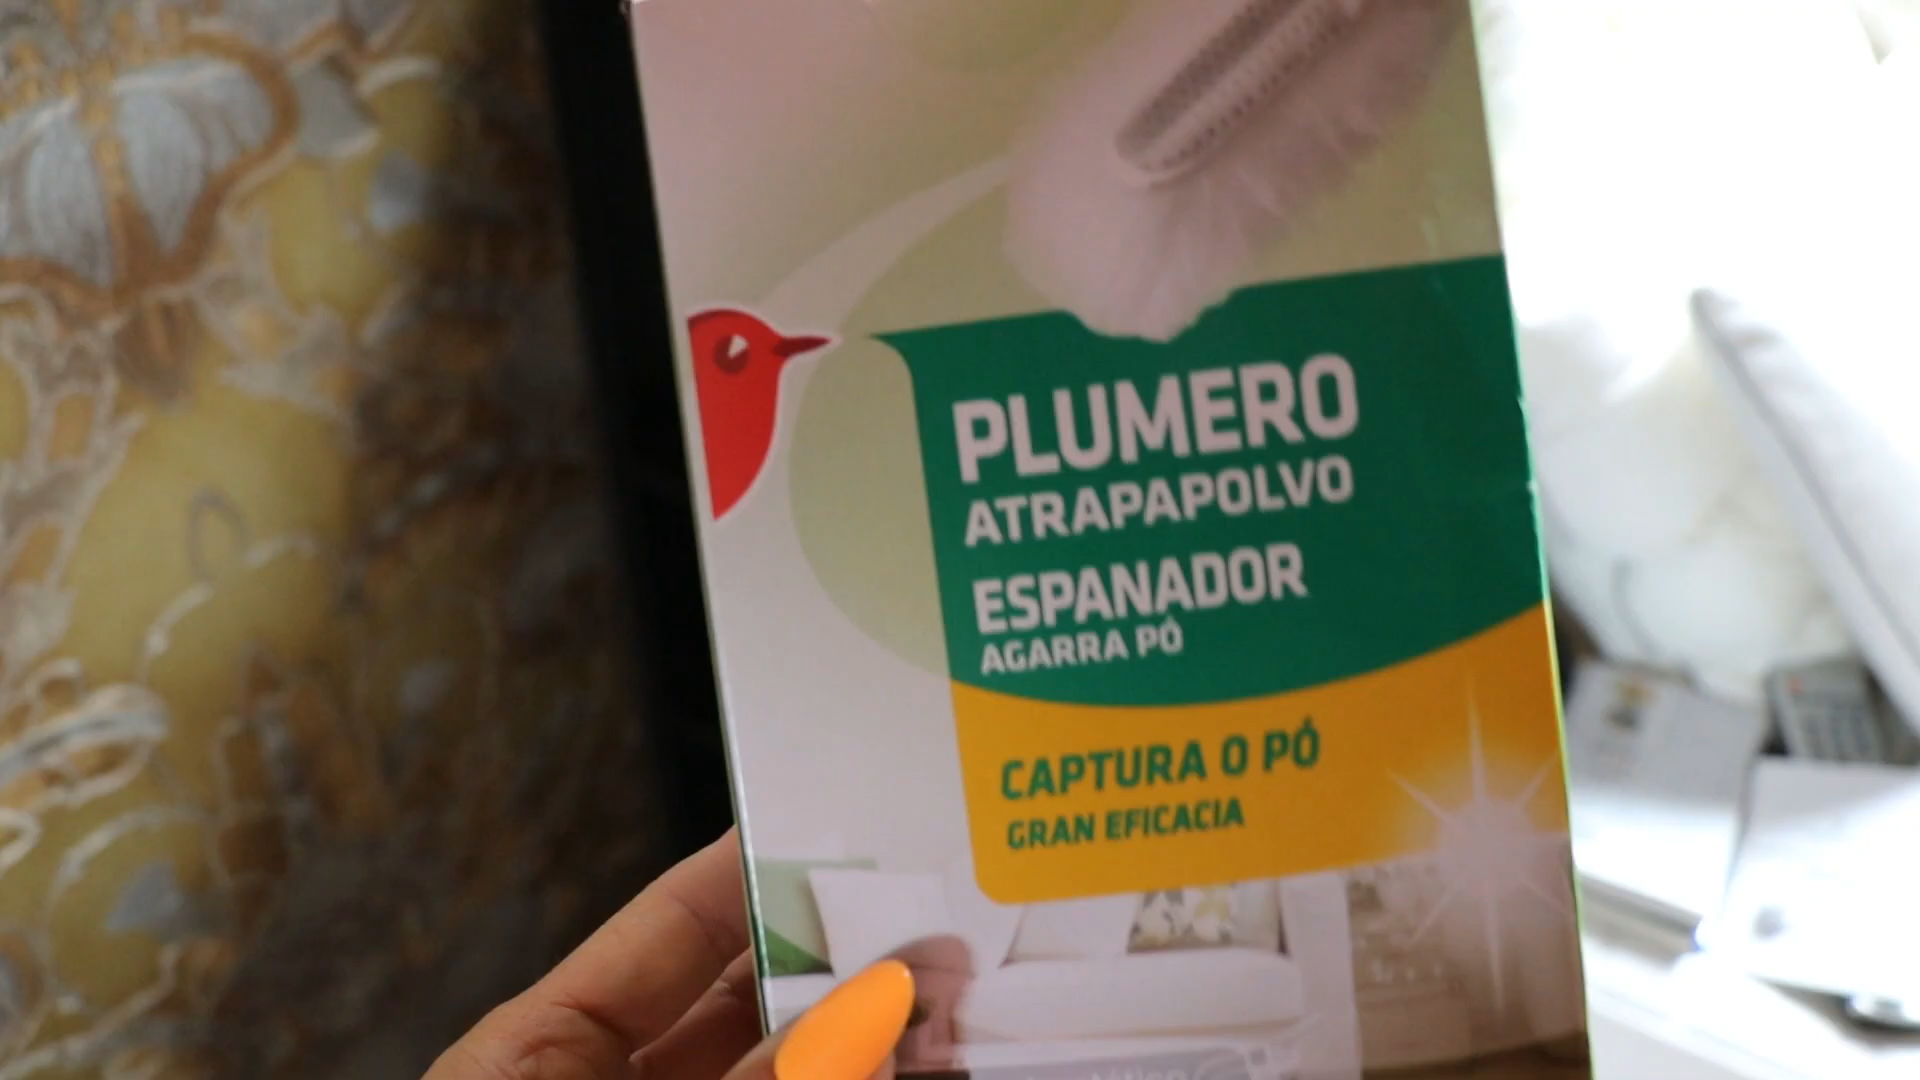 PLUMERO
ATRAPAPOLVO
ESPANADOR
AGARRA PÓ
CAPTURA O PÓ
GRAN EFICACIA